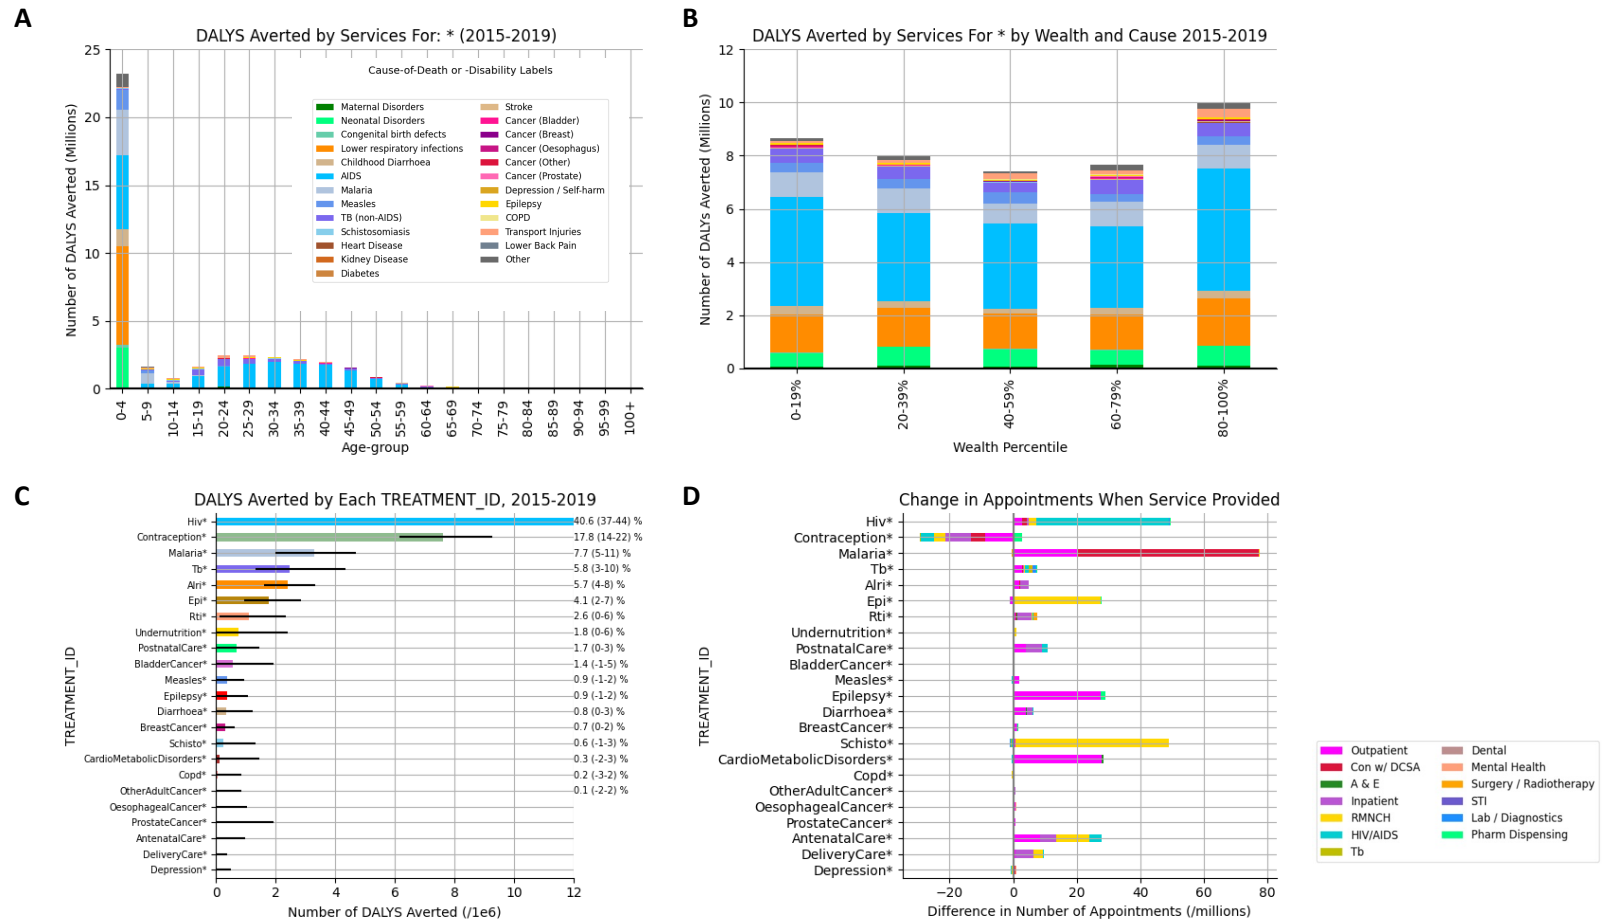 A
DALYS Averted by Services For: * (2015-2019)
Number of DALYS Averted (Millions)
25
20
15
10
5
0
Cause-of-Death or -Disability Labels
Maternal Disorders
Neonatal Disorders
Congenital birth defects
Lower respiratory infections
Childhood Diarrhoea
AIDS
Malaria
Measles
TB (non-AIDS)
Schistosomiasis
Heart Disease
Kidney Disease
Diabetes
Stroke
Cancer (Bladder)
Cancer (Breast)
Cancer (Oesophagus)
Cancer (Other)
Cancer (Prostate)
Depression / Self-harm
Epilepsy
COPD
Transport Injuries
Lower Back Pain
Other
0-4
5-9
10-14
15-19
20-24
25-29
30-34
35-39
40-44
45-49
50-54
55-59
60-64
65-69
70-74
75-79
80-84
85-89
90-94
95-99
100+
Age-group
B
DALYS Averted by Services For * by Wealth and Cause 2015-2019
Number of DALYs Averted (Millions)
12
10
8
6
4
2
0
0-19%
20-39%
40-59%
60-79%
80-100%
Wealth Percentile
C
DALYS Averted by Each TREATMENT_ID, 2015-2019
TREATMENT_ID
Hiv* 40.6 (37-44) %
Contraception* 17.8 (14-22) %
Malaria* 7.7 (5-11) %
Tb* 5.8 (3-10) %
Alri* 5.7 (4-8) %
Epi* 4.1 (2-7) %
Rti* 2.6 (0-6) %
Undernutrition* 1.8 (0-6) %
PostnatalCare* 1.7 (0-3) %
BladderCancer* 1.4 (-1-5) %
Measles* 0.9 (-1-2) %
Epilepsy* 0.9 (-1-2) %
Diarrhoea* 0.8 (0-3) %
BreastCancer* 0.7 (0-2) %
Schisto* 0.6 (-1-3) %
CardioMetabolicDisorders* 0.3 (-2-3) %
Copd* 0.2 (-3-2) %
OtherAdultCancer* 0.1 (-2-2) %
OesophagealCancer*
ProstateCancer*
AntenatalCare*
DeliveryCare*
Depression*
0 2 4 6 8 10 12
Number of DALYS Averted (/1e6)
D
Change in Appointments When Service Provided
TREATMENT_ID
Hiv*
Contraception*
Malaria*
Tb*
Alri*
Epi*
Rti*
Undernutrition*
PostnatalCare*
BladderCancer*
Measles*
Epilepsy*
Diarrhoea*
BreastCancer*
Schisto*
CardioMetabolicDisorders*
Copd*
OtherAdultCancer*
OesophagealCancer*
ProstateCancer*
AntenatalCare*
DeliveryCare*
Depression*
−20 0 20 40 60 80
Difference in Number of Appointments (/millions)
Outpatient
Con w/ DCSA
A & E
Inpatient
RMNCH
HIV/AIDS
Tb
Dental
Mental Health
Surgery / Radiotherapy
STI
Lab / Diagnostics
Pharm Dispensing